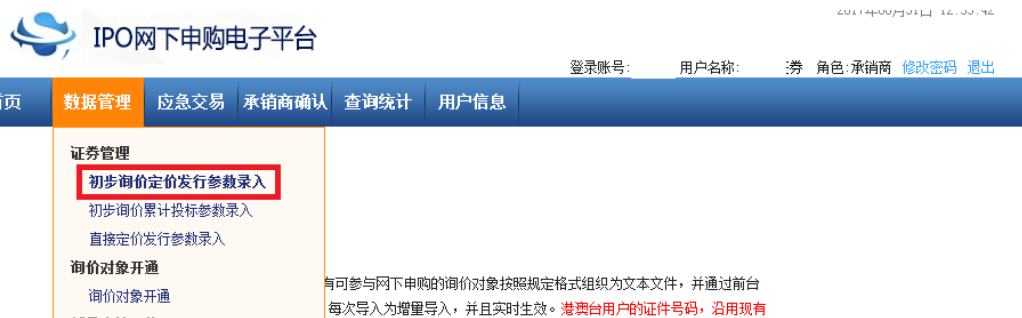 IPO网下申购电子平台
登录账号: 用户名称: 券 角色:承销商 修改密码 退出
页 数据管理 应急交易 承销商确认 查询统计 用户信息
证券管理
初步询价定价发行参数录入
初步询价累计投标参数录入
直接定价发行参数录入
询价对象开通
有可参与网下申购的询价对象按照规定格式组织为文本文件，并通过前台
询价对象开通
每次导入为增量导入，并且实时生效。港澳台用户的证件号码，沿用现有